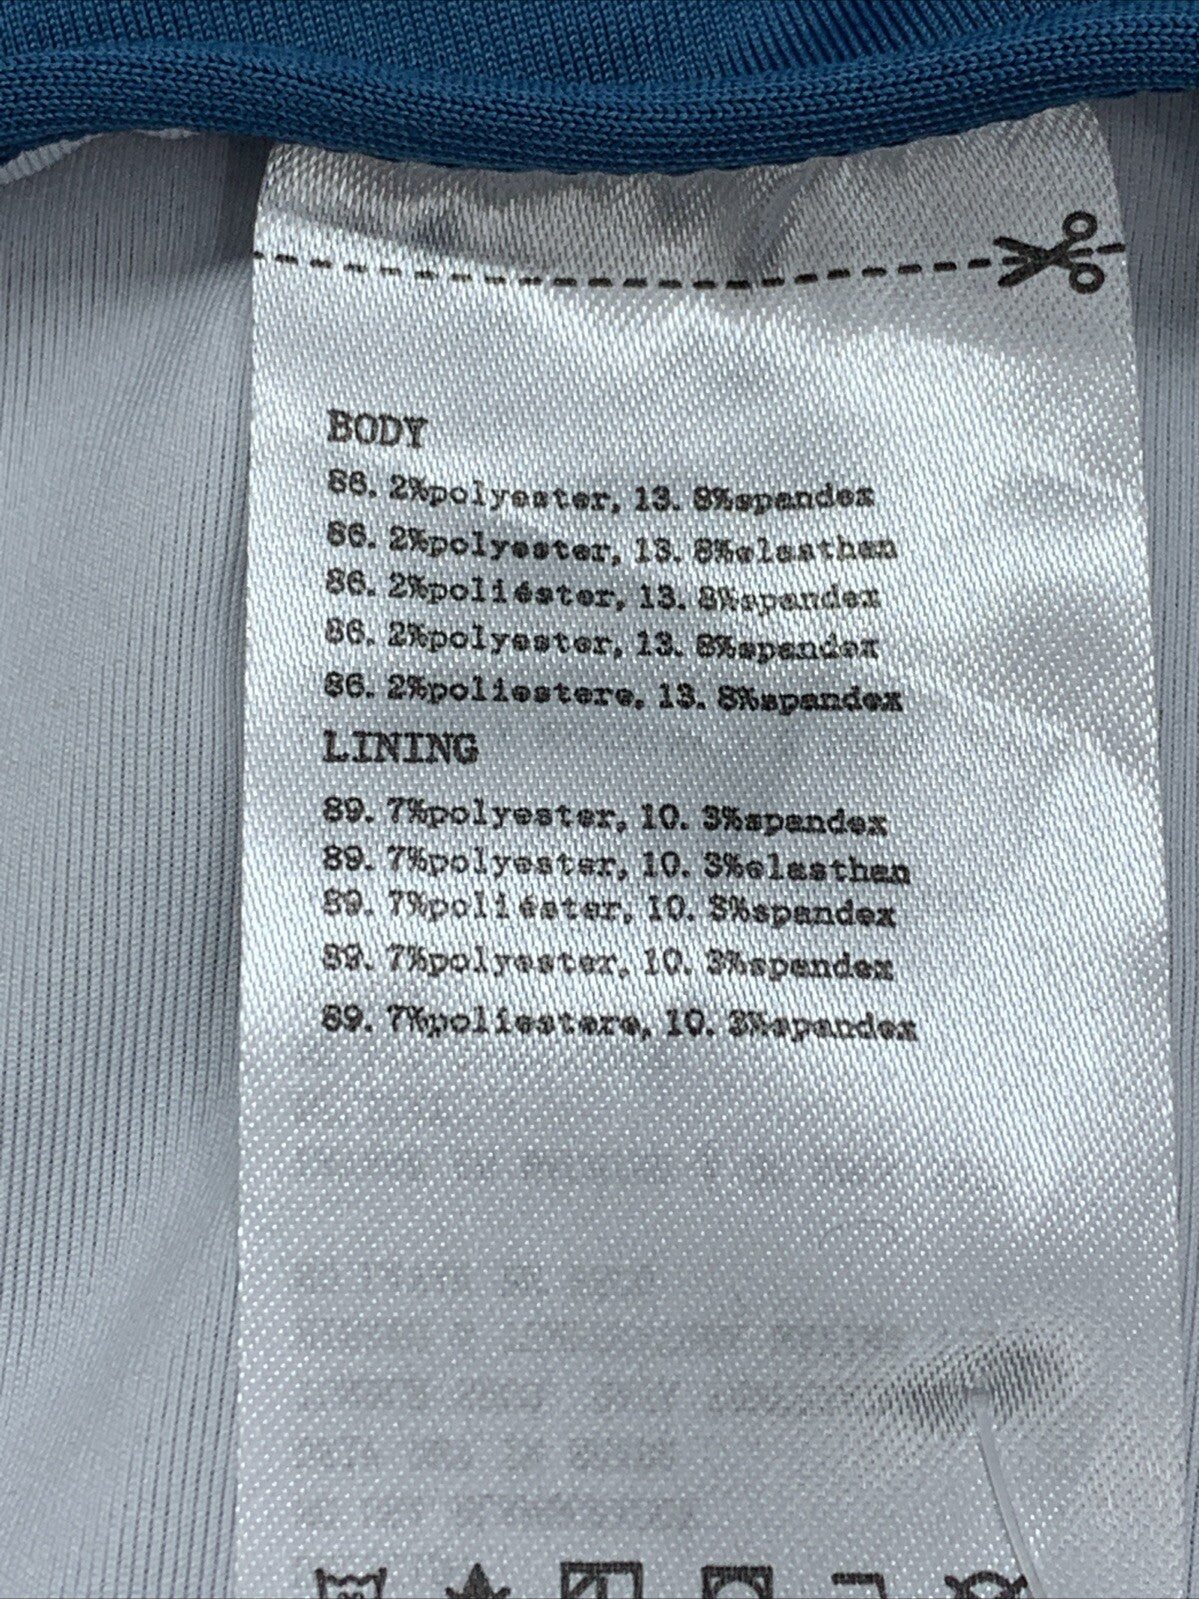 BODY
86. 2%polyester, 13. 8%spandex
86. 2%polyester, 13. 8%elasthan
86. 2%poliéster, 13. 8%spandex
86. 2%polyester, 13. 8%spandex
86. 2%poliestere, 13. 8%spandex
LINING
89. 7%polyester, 10. 3%spandex
89. 7%polyester, 10. 3%elasthan
89. 7%poliéster, 10. 3%spandex
89. 7%polyester, 10. 3%spandex
89. 7%poliestere, 10. 3%spandex